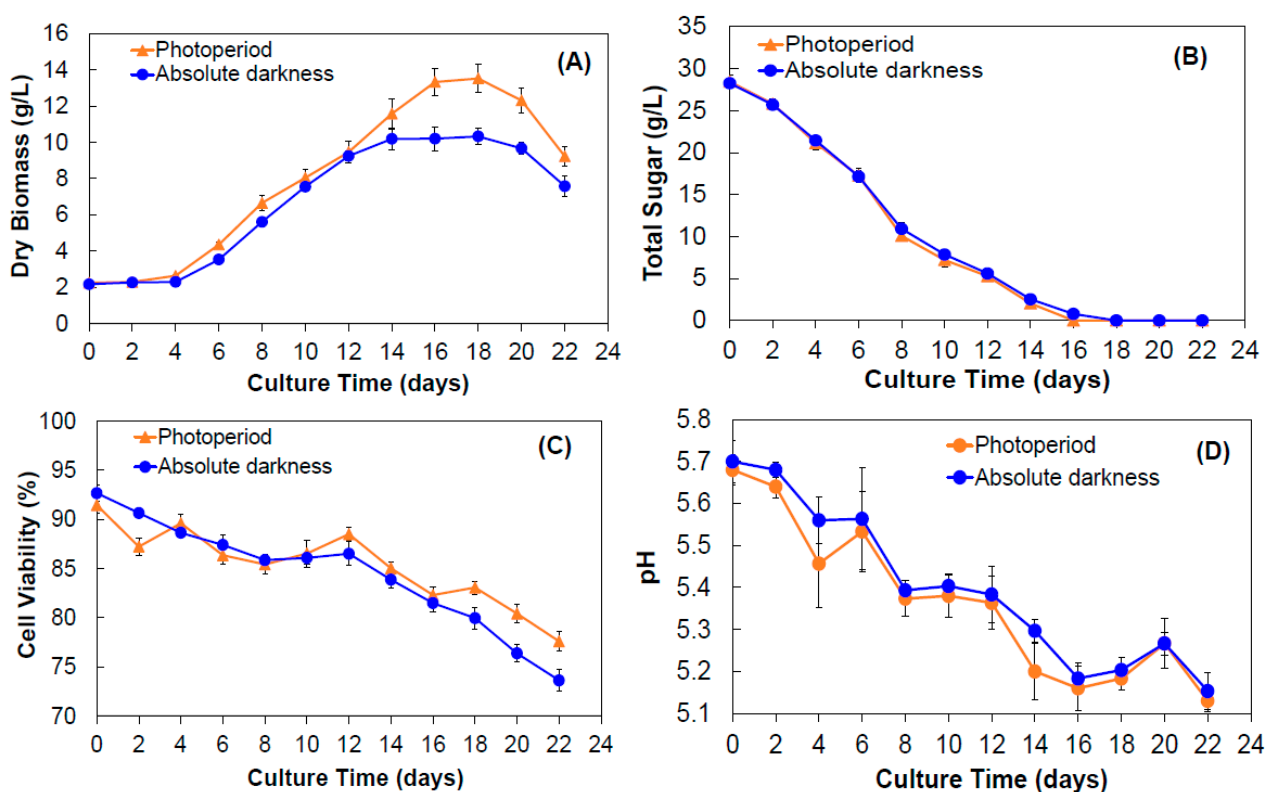 Photoperiod
Absolute darkness
(A)
Dry Biomass (g/L)
16
14
12
10
8
6
4
2
0
0 2 4 6 8 10 12 14 16 18 20 22 24
Culture Time (days)
Photoperiod
Absolute darkness
(B)
Total Sugar (g/L)
35
30
25
20
15
10
5
0
0 2 4 6 8 10 12 14 16 18 20 22 24
Culture Time (days)
Photoperiod
Absolute darkness
(C)
Cell Viability (%)
100
95
90
85
80
75
70
0 2 4 6 8 10 12 14 16 18 20 22 24
Culture Time (days)
Photoperiod
Absolute darkness
(D)
pH
5.8
5.7
5.6
5.5
5.4
5.3
5.2
5.1
0 2 4 6 8 10 12 14 16 18 20 22 24
Culture Time (days)